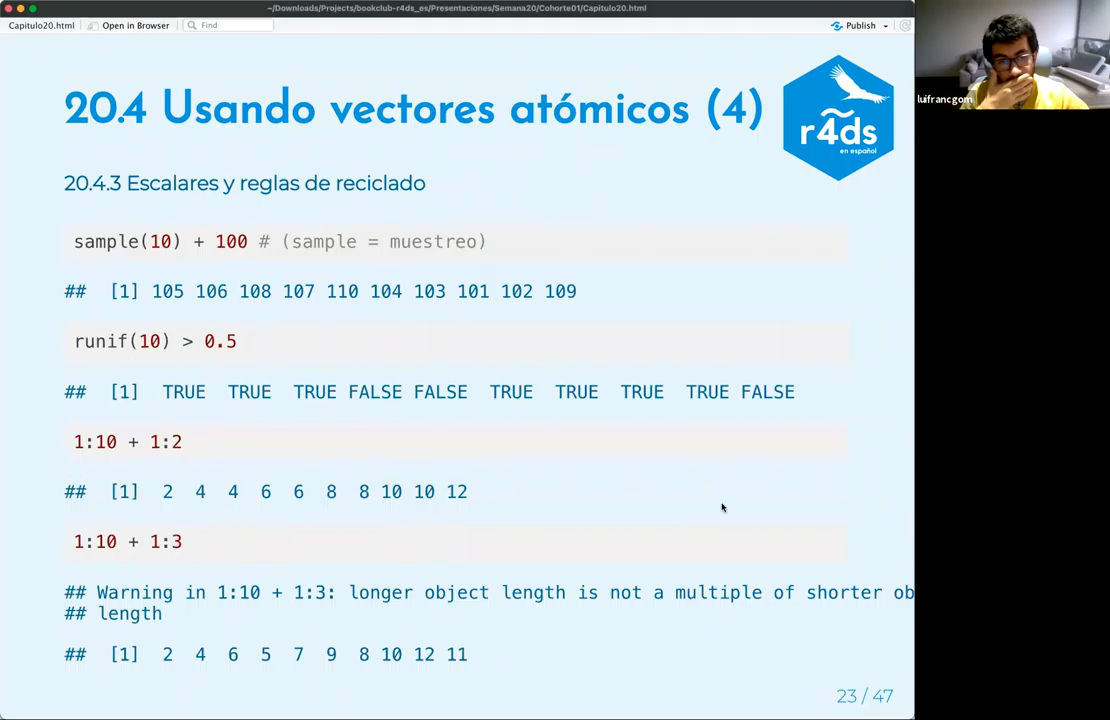 ~/Downloads/Projects/bookclub-r4ds_es/Presentaciones/Semana20/Cohorte01/Capitulo20.html
Capitulo20.html Open in Browser Find Publish
20.4 Usando vectores atómicos (4)
r4ds
en español
20.4.3 Escalares y reglas de reciclado
sample(10) + 100 # (sample = muestreo)
## [1] 105 106 108 107 110 104 103 101 102 109
runif(10) > 0.5
## [1] TRUE TRUE TRUE FALSE FALSE TRUE TRUE TRUE TRUE FALSE
1:10 + 1:2
## [1] 2 4 4 6 6 8 8 10 10 12
1:10 + 1:3
## Warning in 1:10 + 1:3: longer object length is not a multiple of shorter ob
## length
## [1] 2 4 6 5 7 9 8 10 12 11
23 / 47
luifrancgom